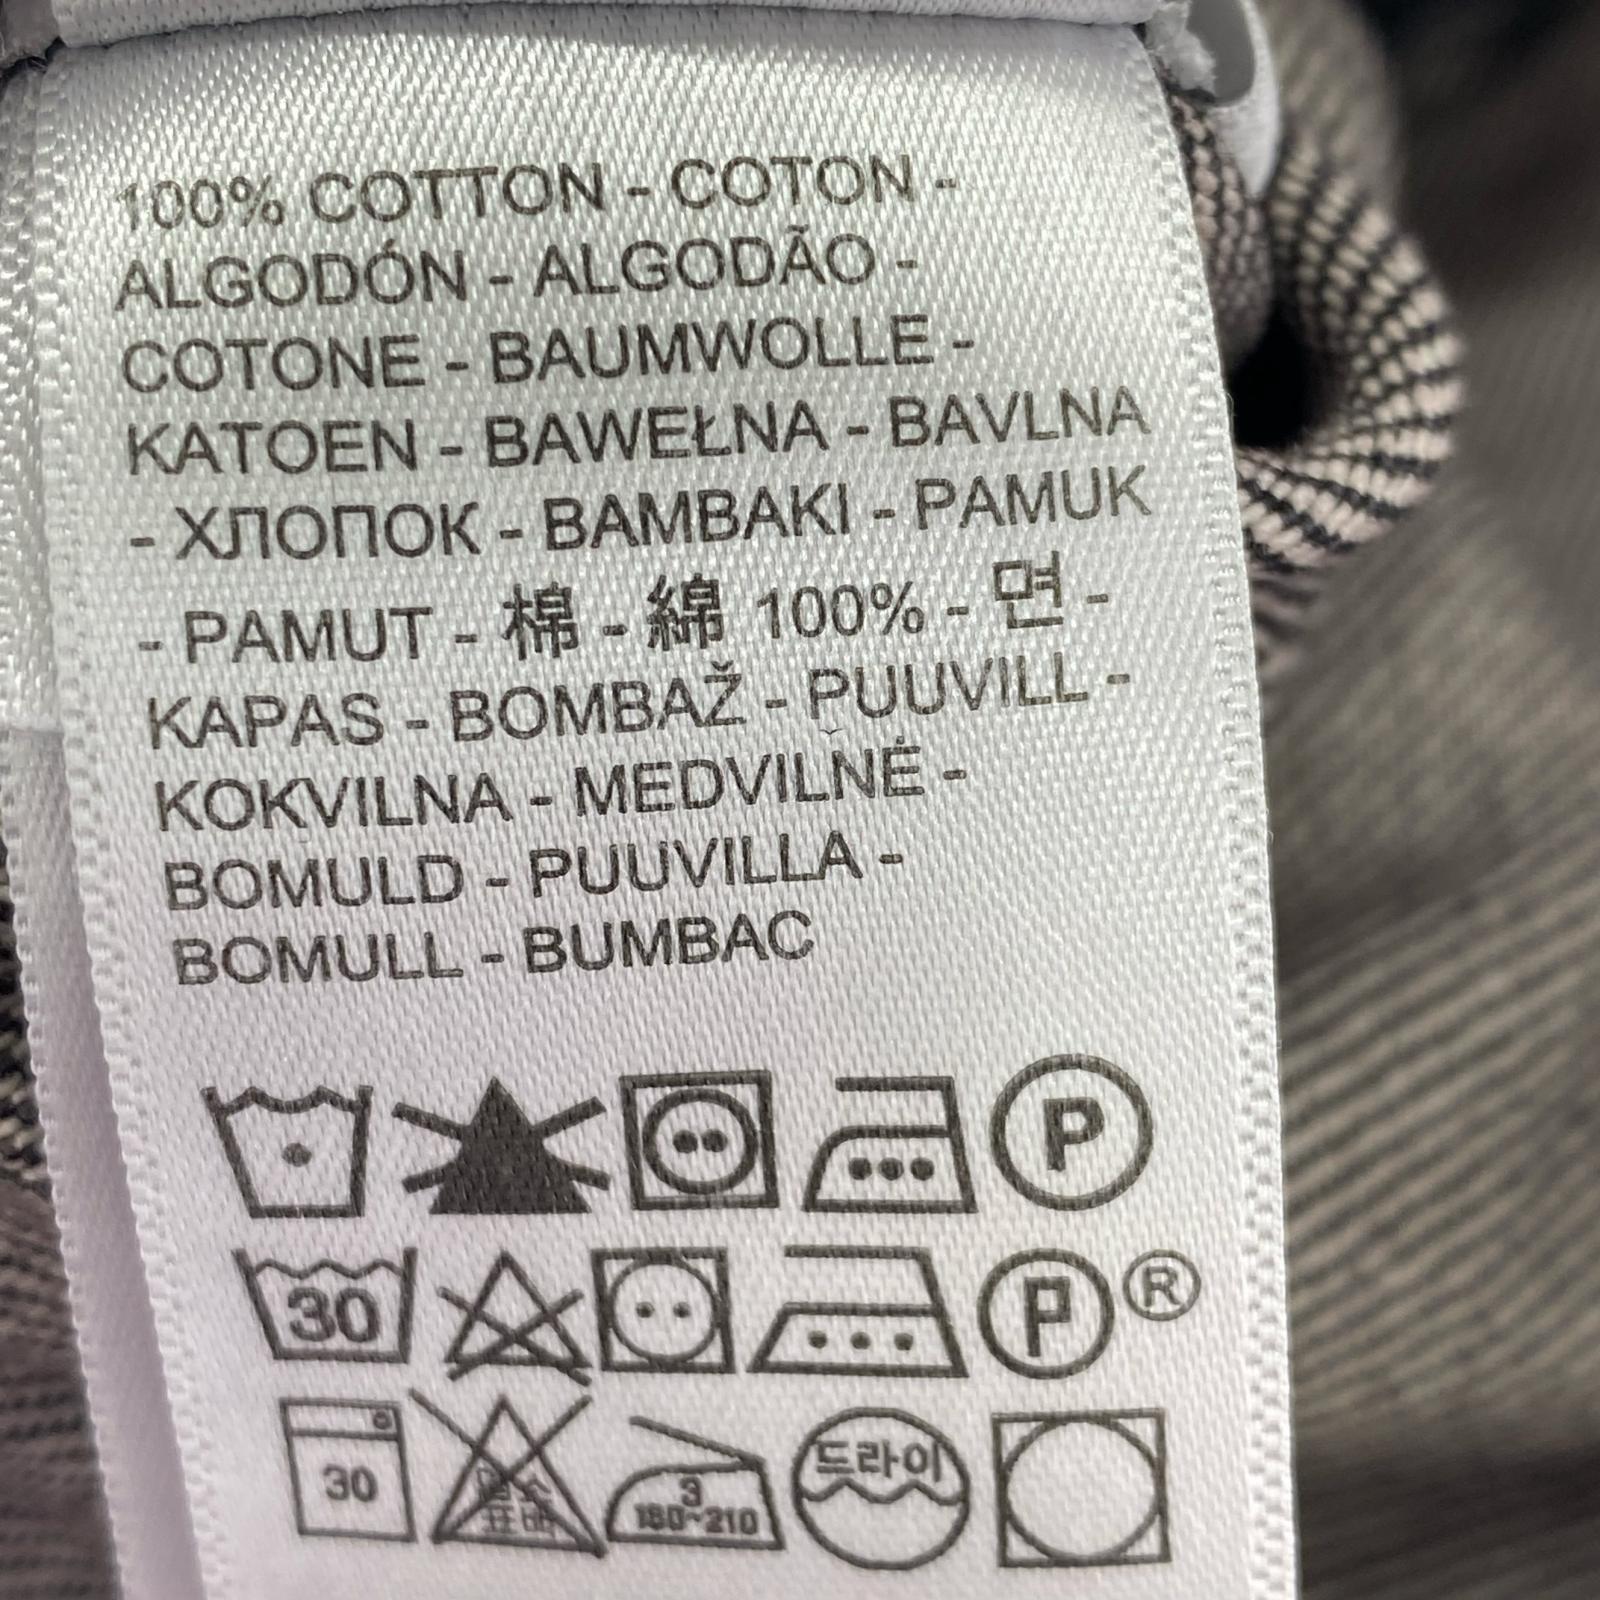 100% COTTON - COTON -
ALGODÓN - ALGODÃO -
COTONE - BAUMWOLLE -
KATOEN - BAWEŁNA - BAVLNA
- ХЛОПОК - BAMBAKI - PAMUK
- PAMUT - 棉 - 綿 100% - 면 -
KAPAS - BOMBAŽ - PUUVILL -
KOKVILNA - MEDVILNĖ -
BOMULD - PUUVILLA -
BOMULL - BUMBAC
P
30 P ®
30 3 드라이
180~210